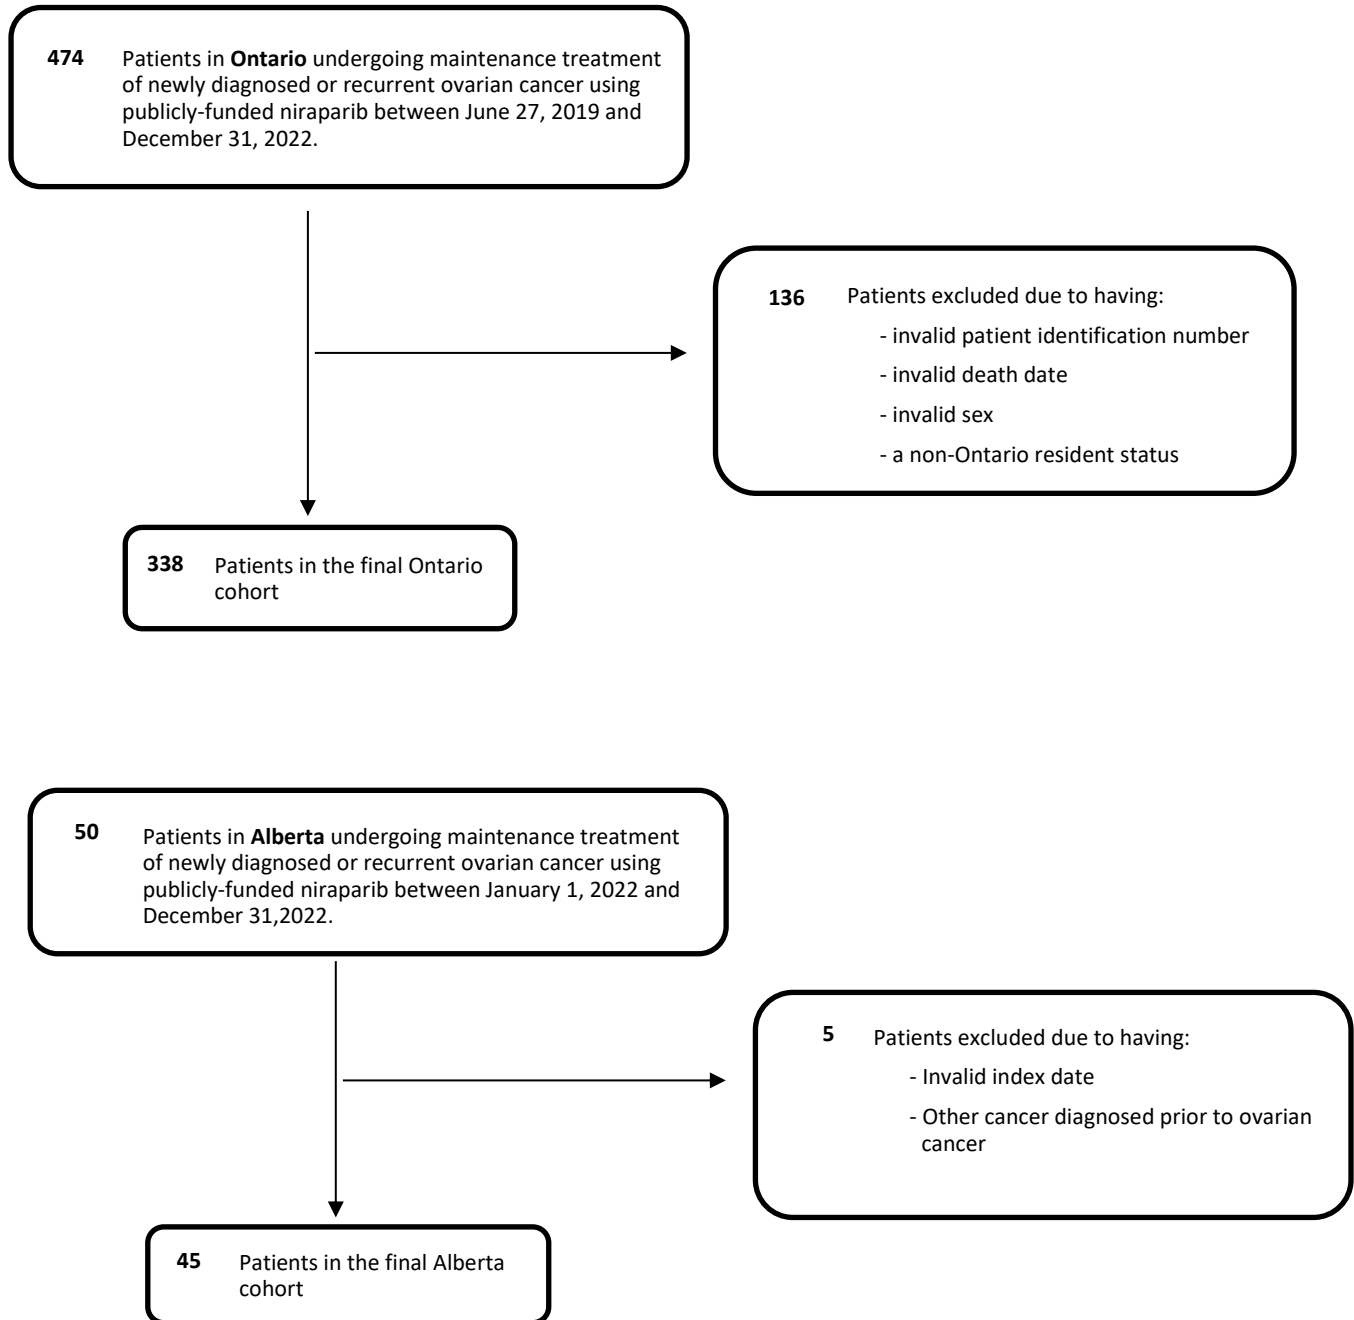 474 Patients in Ontario undergoing maintenance treatment
of newly diagnosed or recurrent ovarian cancer using
publicly-funded niraparib between June 27, 2019 and
December 31, 2022.
136 Patients excluded due to having:
- invalid patient identification number
- invalid death date
- invalid sex
- a non-Ontario resident status
338 Patients in the final Ontario
cohort
50 Patients in Alberta undergoing maintenance treatment
of newly diagnosed or recurrent ovarian cancer using
publicly-funded niraparib between January 1, 2022 and
December 31,2022.
5 Patients excluded due to having:
- Invalid index date
- Other cancer diagnosed prior to ovarian
cancer
45 Patients in the final Alberta
cohort